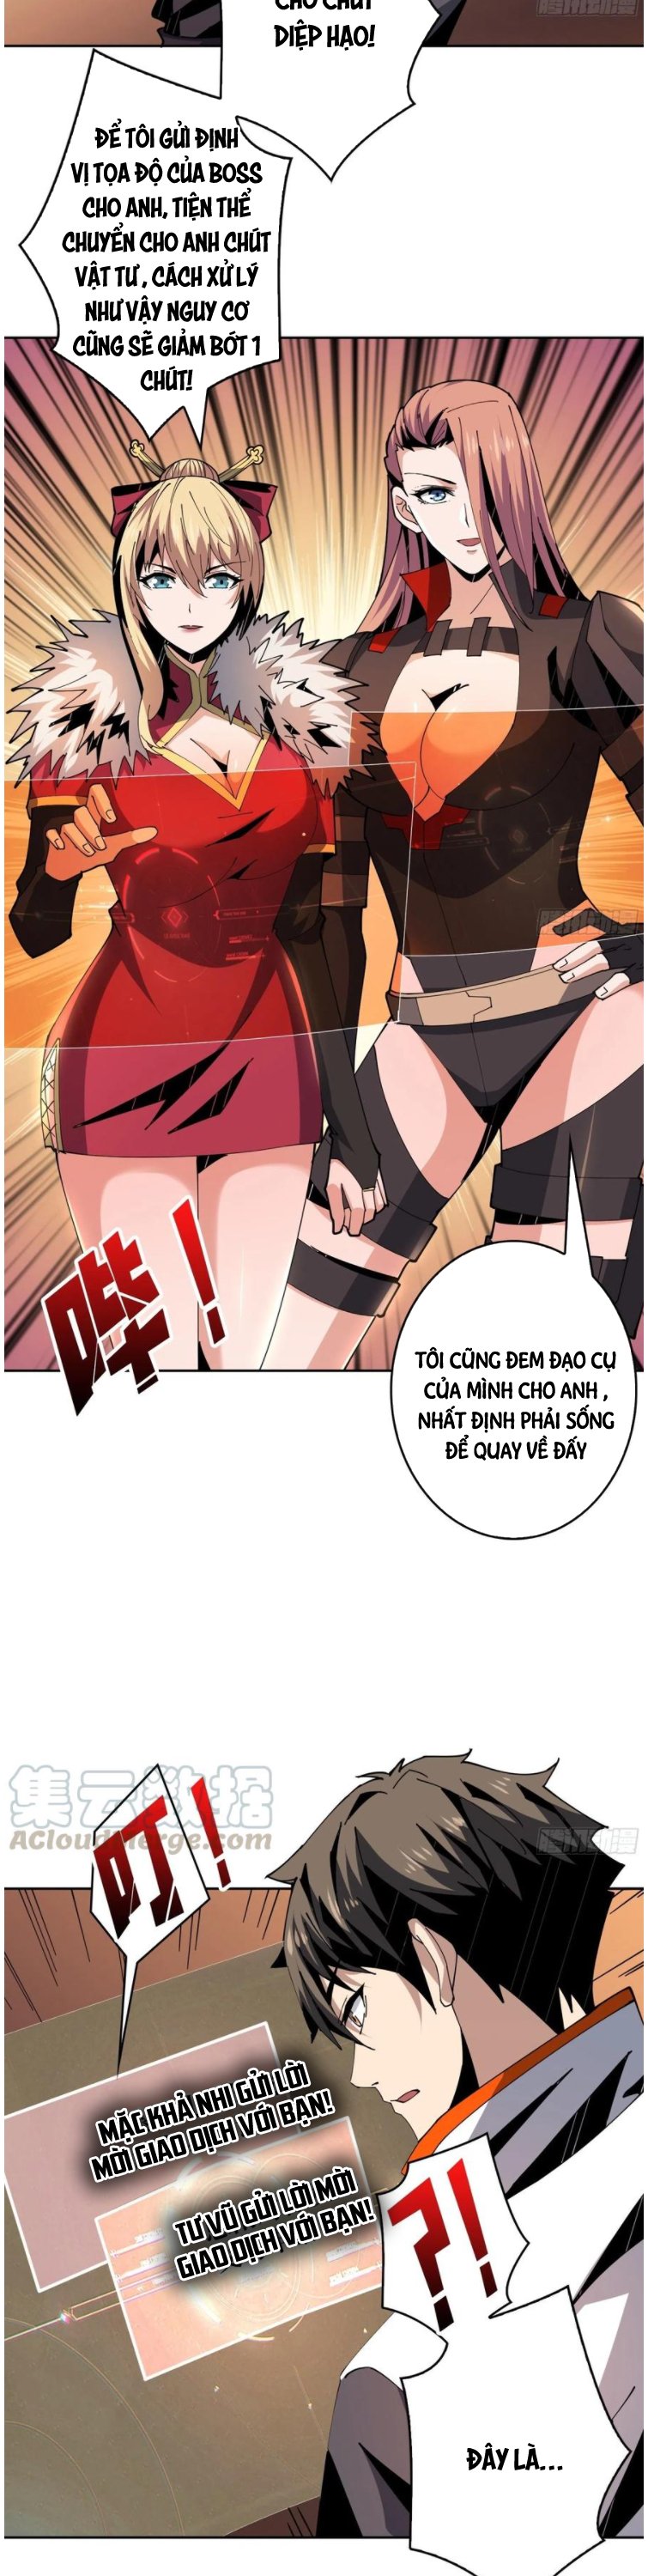 CHO CHÚT
DIỆP HẠO!
ĐỂ TÔI GỬI ĐỊNH
VỊ TỌA ĐỘ CỦA BOSS
CHO ANH, TIỆN THỂ
CHUYỂN CHO ANH CHÚT
VẬT TƯ, CÁCH XỬ LÝ
NHƯ VẬY NGUY CƠ
CŨNG SẼ GIẢM BỚT 1
CHÚT!
哔!
TÔI CŨNG ĐEM ĐẠO CỤ
CỦA MÌNH CHO ANH,
NHẤT ĐỊNH PHẢI SỐNG
ĐỂ QUAY VỀ ĐẤY
集云数据
ACloudMerge.com
叮!
MẶC KHẢ NHI GỬI LỜI
MỜI GIAO DỊCH VỚI BẠN!
TƯ VŨ GỬI LỜI MỜI
GIAO DỊCH VỚI BẠN!
?!
ĐÂY LÀ...